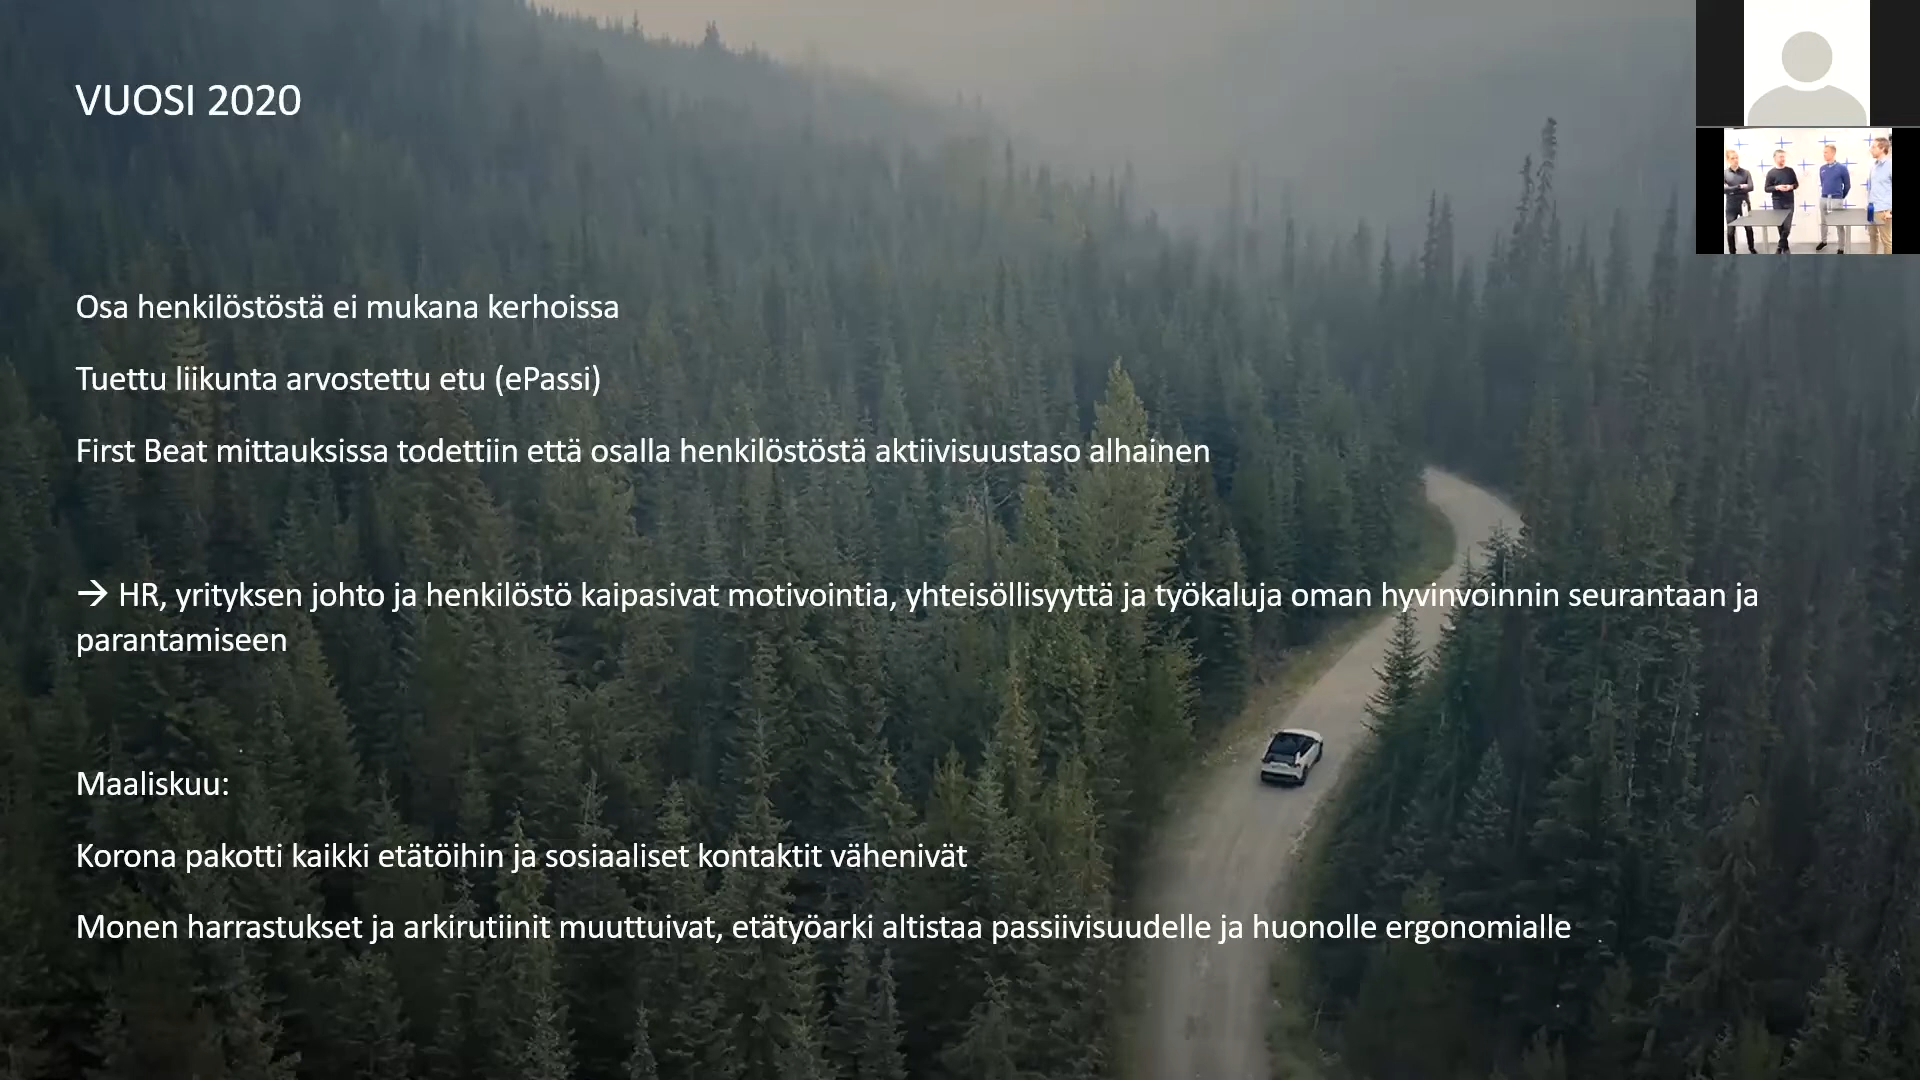 VUOSI 2020
Osa henkilöstöstä ei mukana kerhoissa
Tuettu liikunta arvostettu etu (ePassi)
First Beat mittauksissa todettiin että osalla henkilöstöstä aktiivisuustaso alhainen
→ HR, yrityksen johto ja henkilöstö kaipasivat motivointia, yhteisöllisyyttä ja työkaluja oman hyvinvoinnin seurantaan ja
parantamiseen
Maaliskuu:
Korona pakotti kaikki etätöihin ja sosiaaliset kontaktit vähenivät
Monen harrastukset ja arkirutiinit muuttuivat, etätyöarki altistaa passiivisuudelle ja huonolle ergonomialle